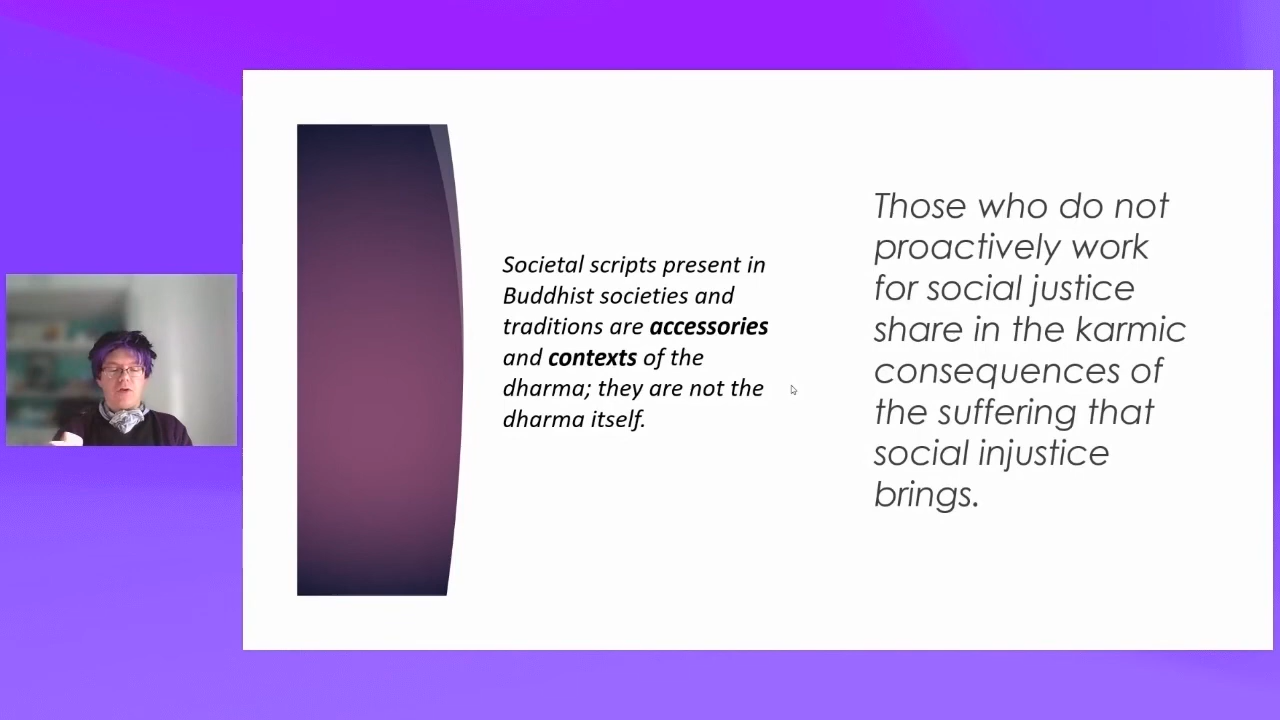 Societal scripts present in
Buddhist societies and
traditions are accessories
and contexts of the
dharma; they are not the
dharma itself.
Those who do not
proactively work
for social justice
share in the karmic
consequences of
the suffering that
social injustice
brings.